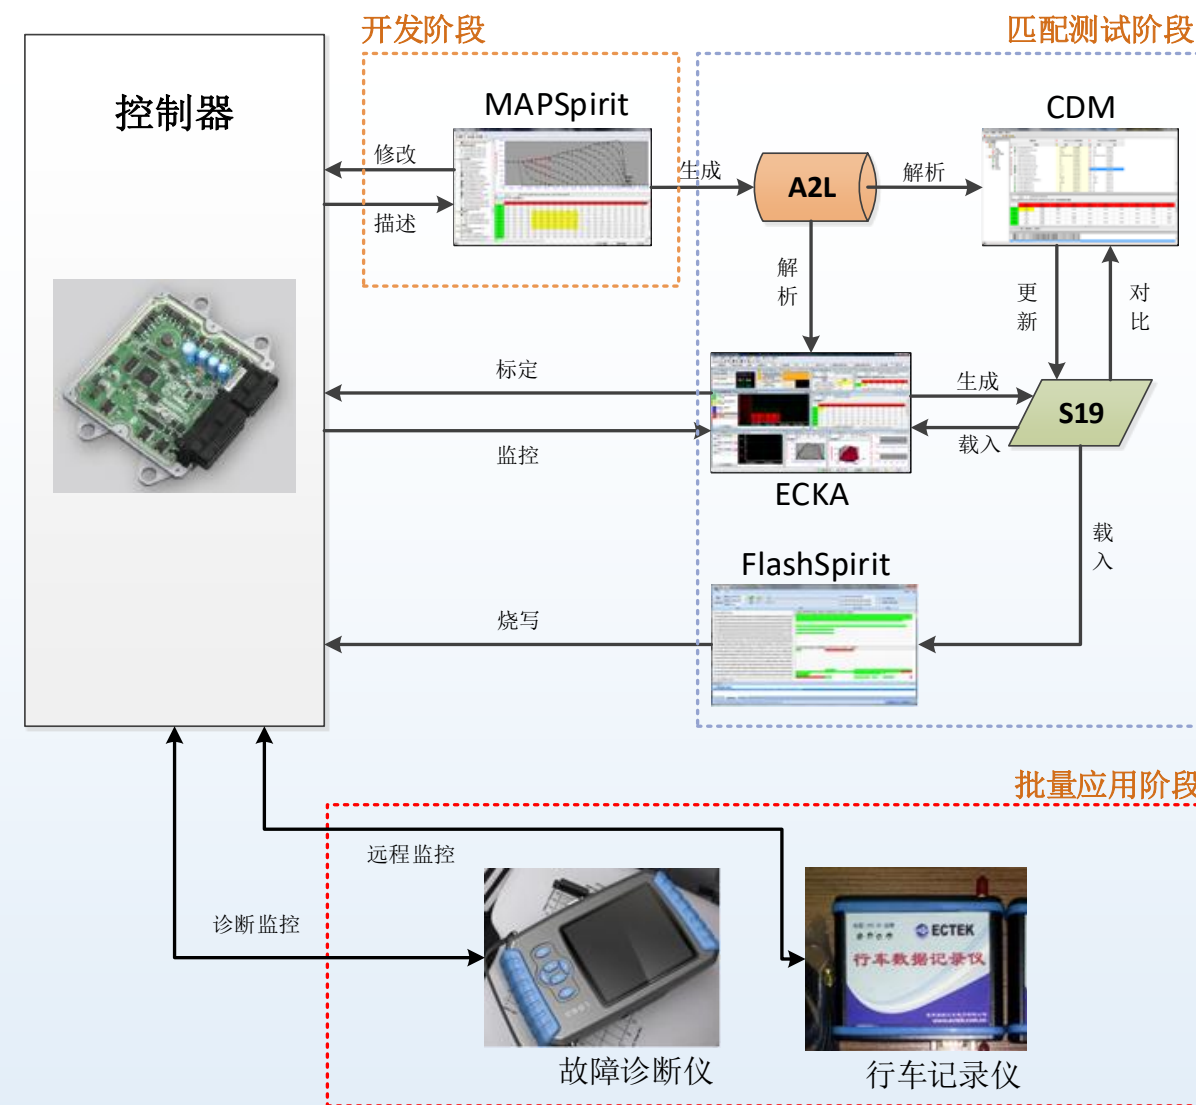 开发阶段
匹配测试阶段
控制器
MAPSpirit
CDM
修改
描述
生成
A2L
解析
解析
更新
对比
标定
监控
生成
载入
S19
ECKA
载入
FlashSpirit
烧写
批量应用阶段
远程监控
诊断监控
ECTEK
行车数据记录仪
www.ectek.com.cn
故障诊断仪
行车记录仪